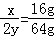 x/2y = 16g/64g